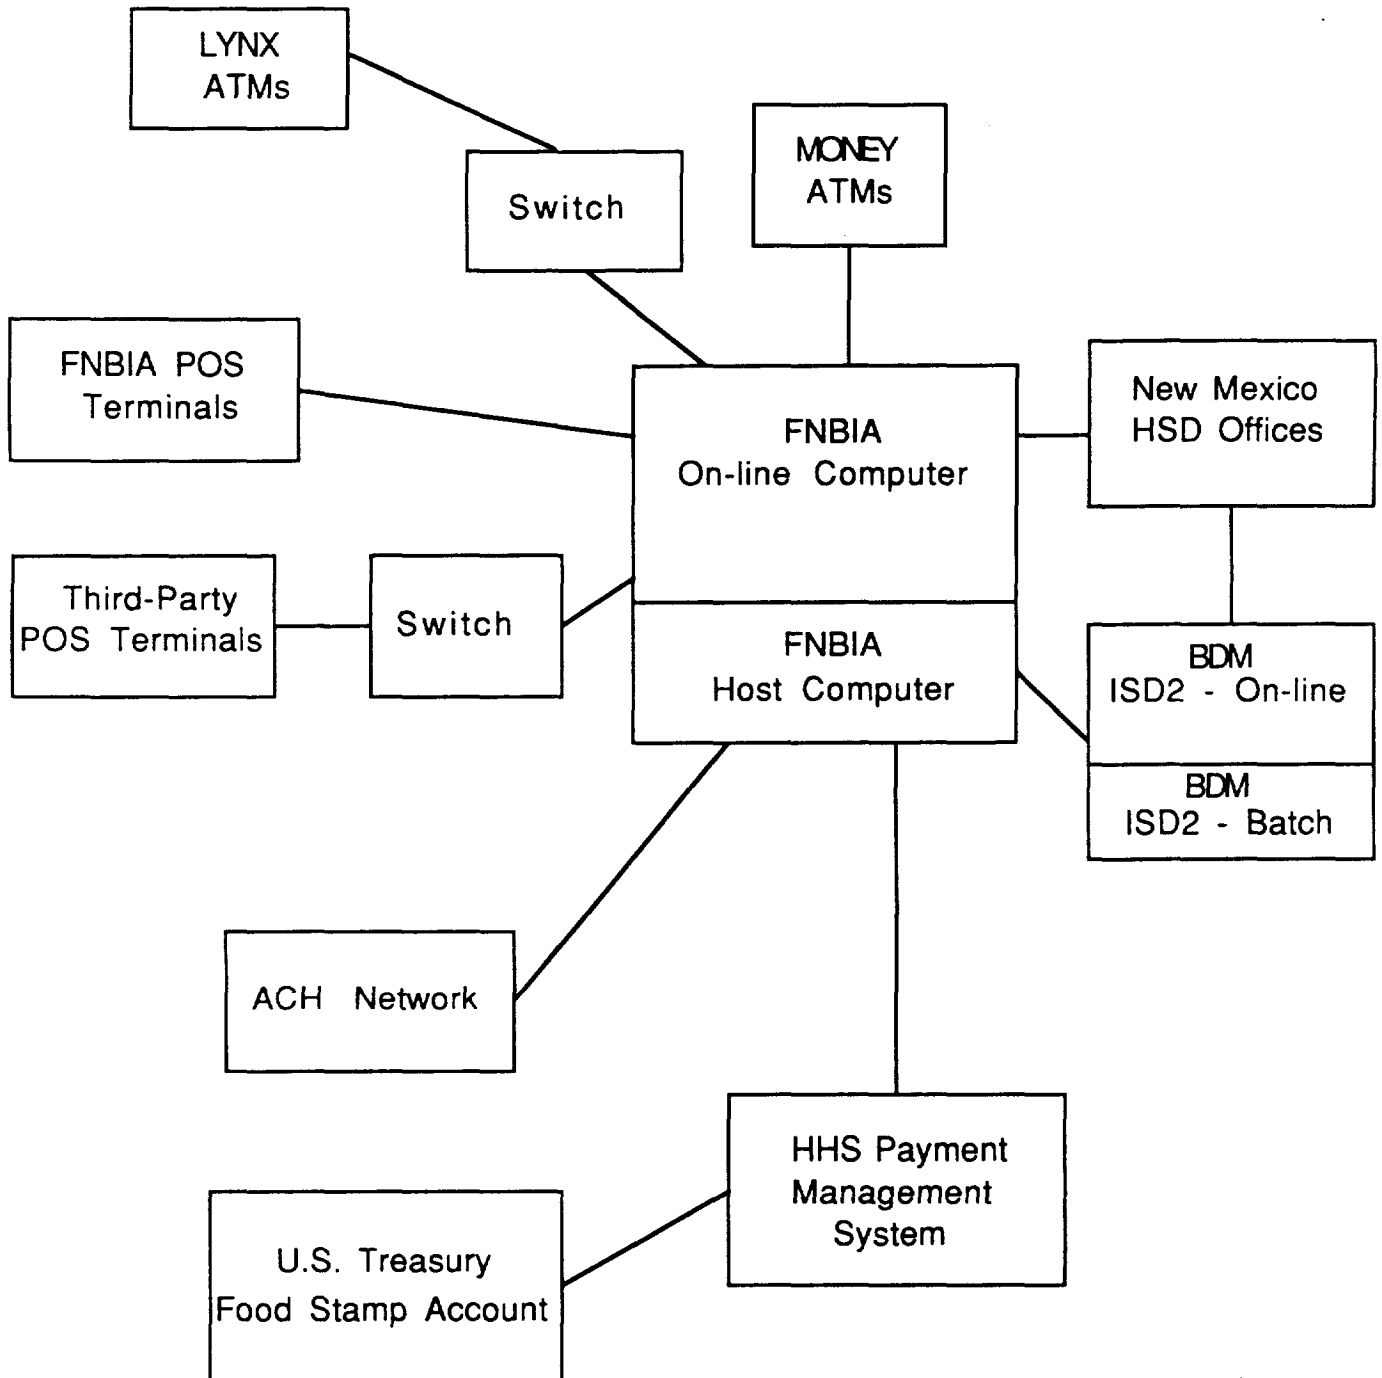 LYNX
ATMs
MONEY
ATMs
Switch
FNBIA POS
Terminals
FNBIA
On-line Computer
New Mexico
HSD Offices
Third-Party
POS Terminals
Switch
FNBIA
Host Computer
BDM
ISD2 - On-line
BDM
ISD2 - Batch
ACH Network
HHS Payment
Management
System
U.S. Treasury
Food Stamp Account